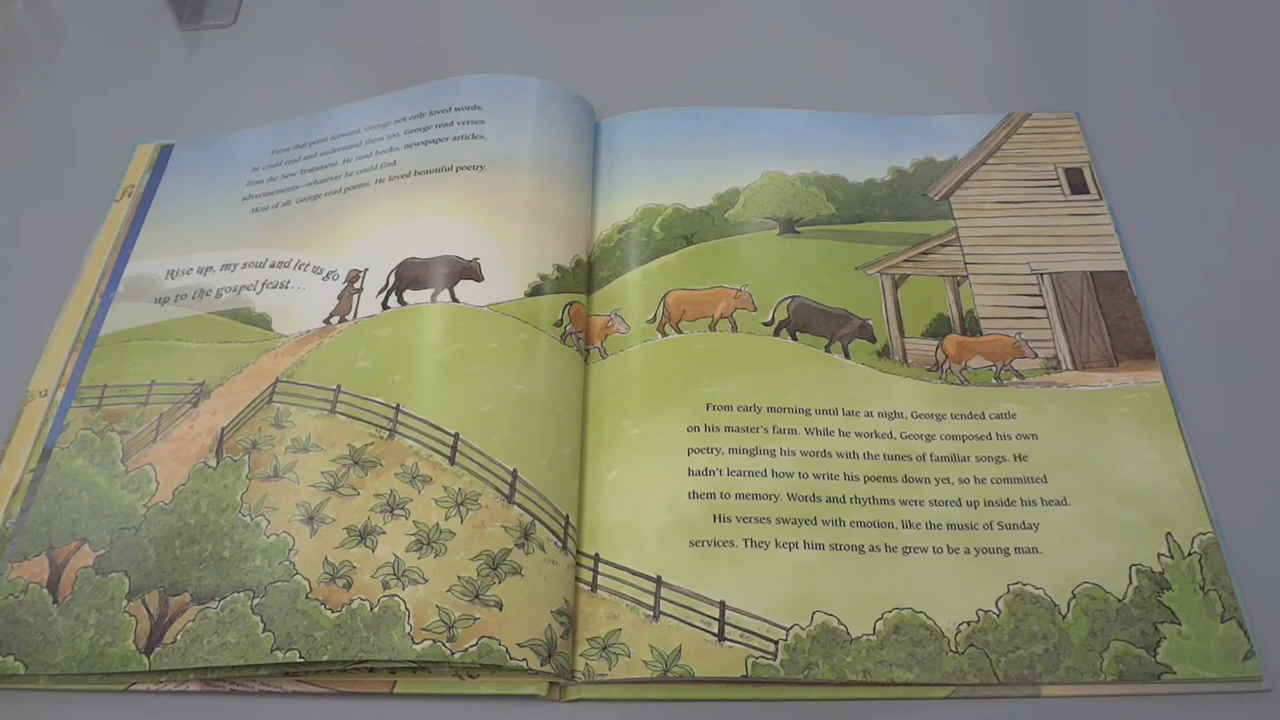 From that point forward, George not only loved words,
he could read and understand them too. George read verses
from the New Testament. He read books, newspaper articles,
advertisements—whatever he could find.
Most of all, George read poems. He loved beautiful poetry.
Rise up, my soul and let us go
up to the gospel feast...
From early morning until late at night, George tended cattle
on his master's farm. While he worked, George composed his own
poetry, mingling his words with the tunes of familiar songs. He
hadn't learned how to write his poems down yet, so he committed
them to memory. Words and rhythms were stored up inside his head.
His verses swayed with emotion, like the music of Sunday
services. They kept him strong as he grew to be a young man.